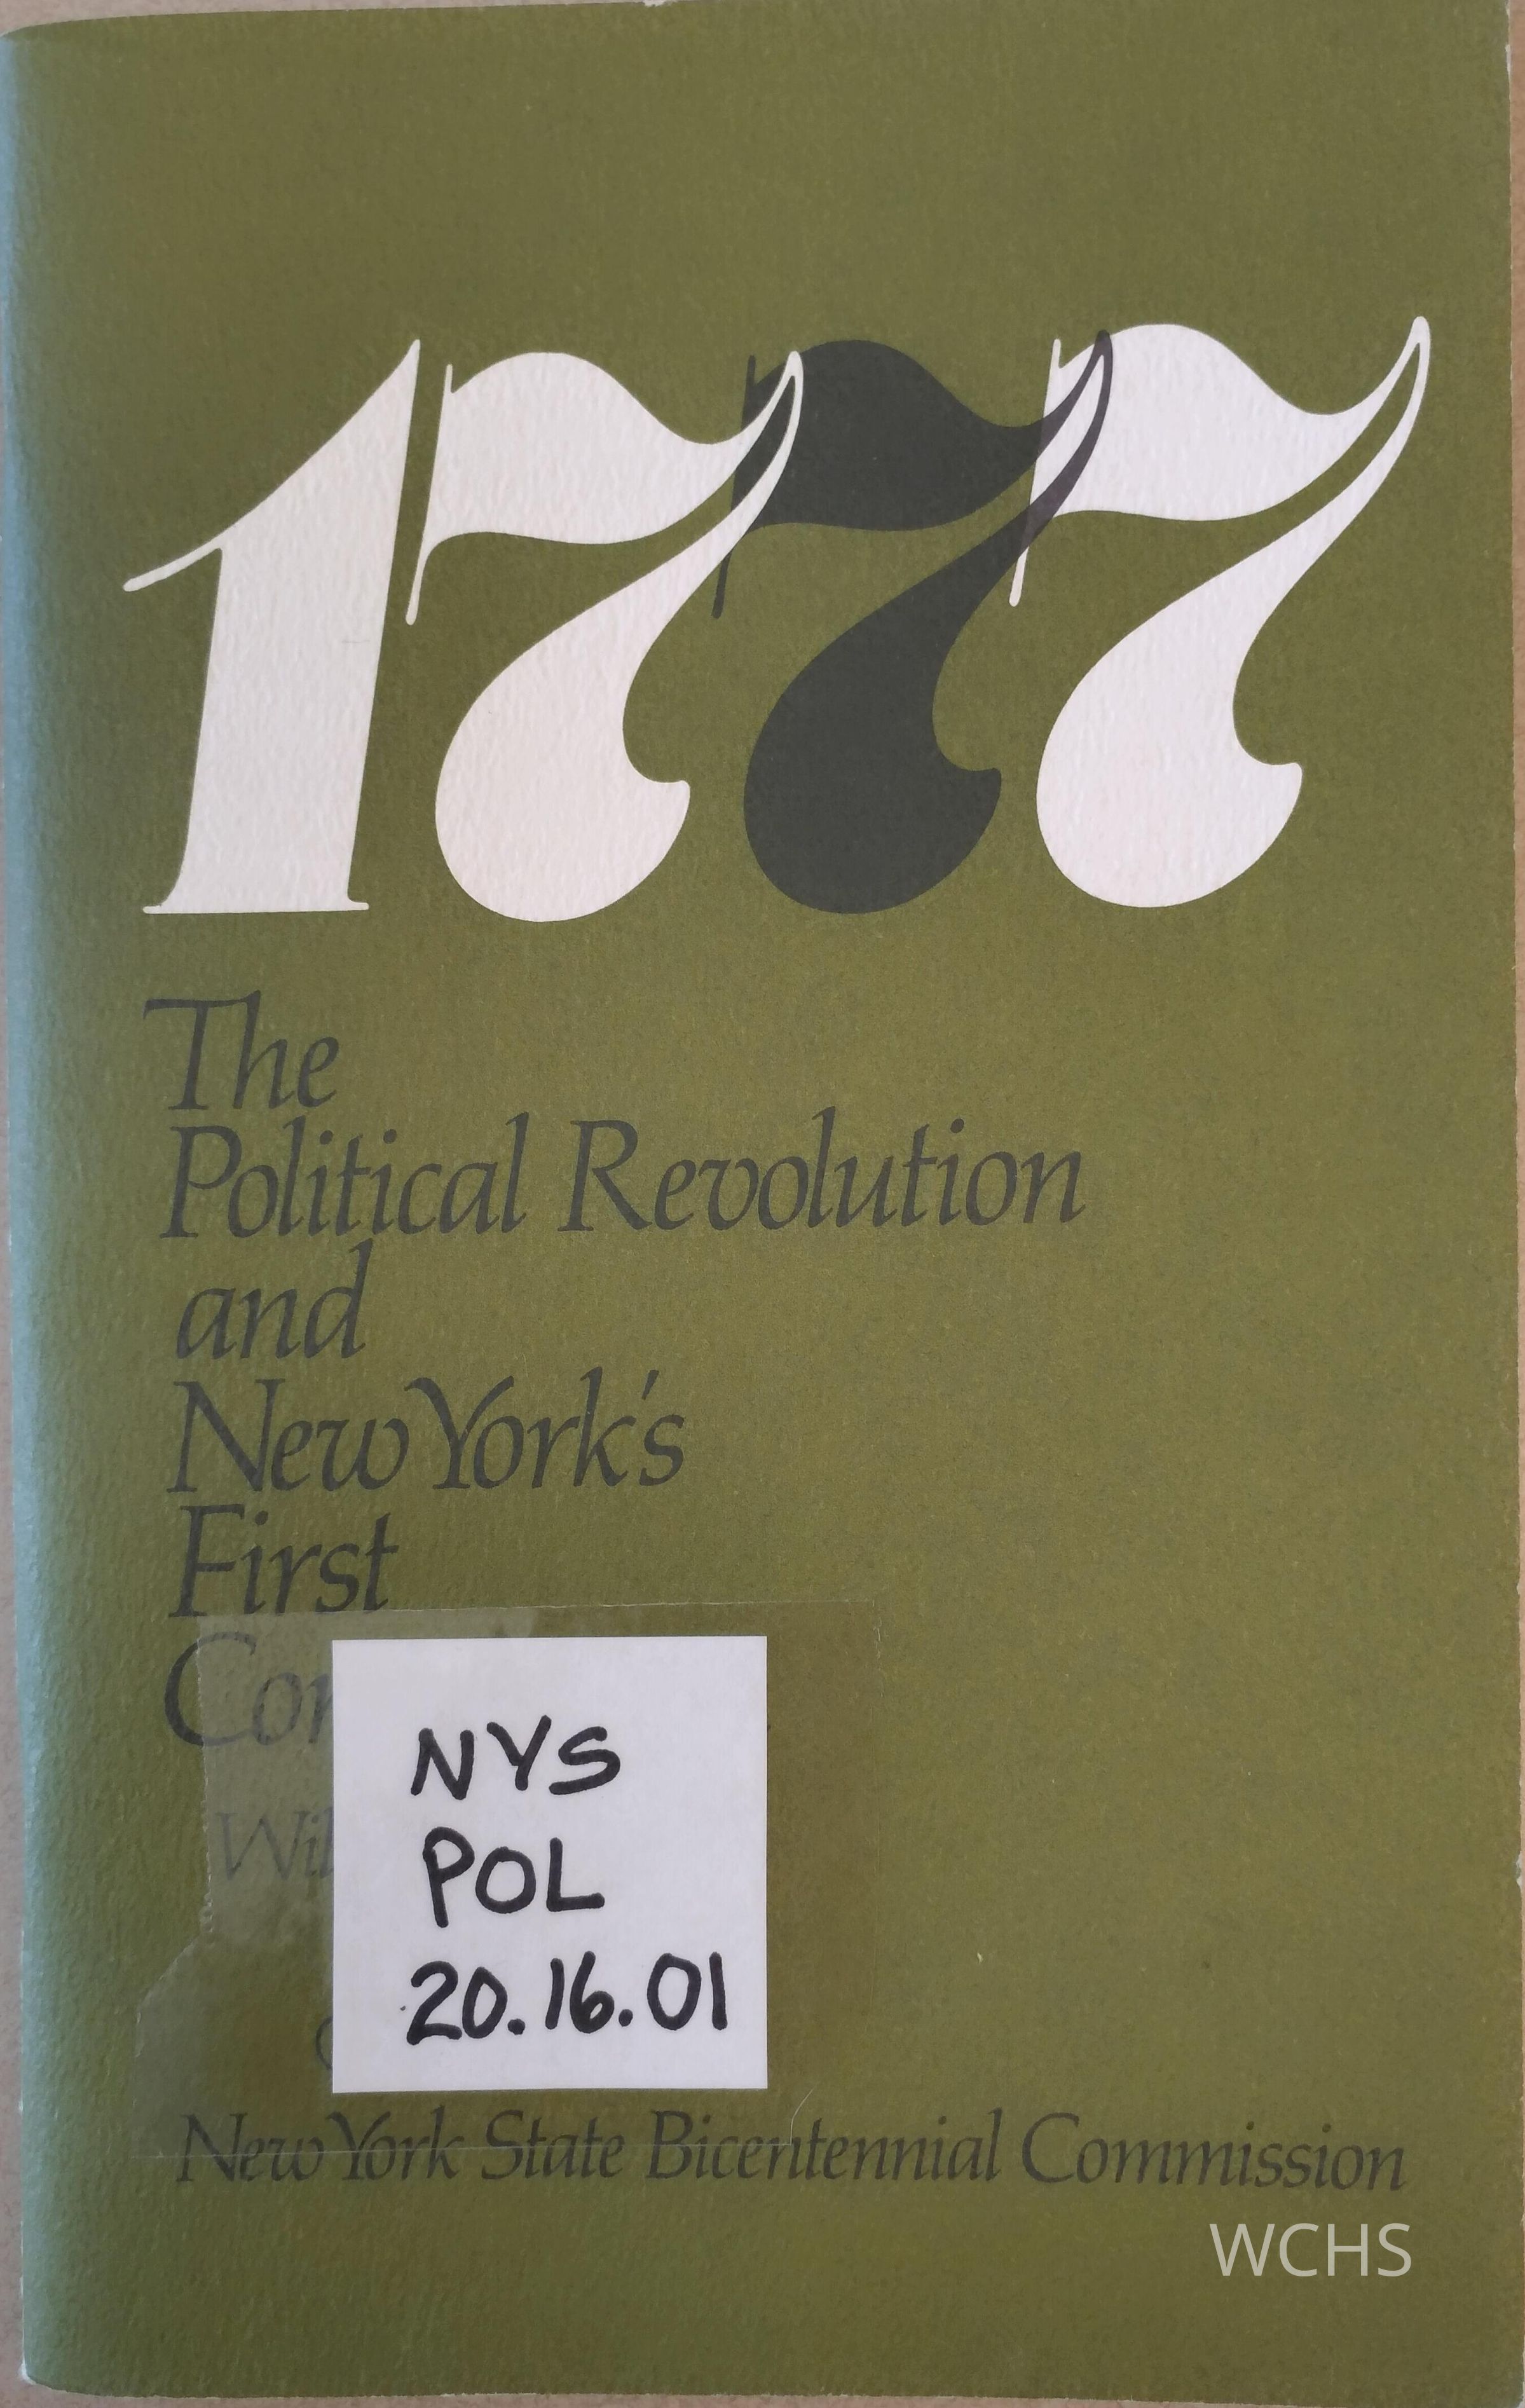 1777
The
Political Revolution
and
New York's
First
NYS
POL
20.16.01
New York State Bicentennial Commission
WCHS